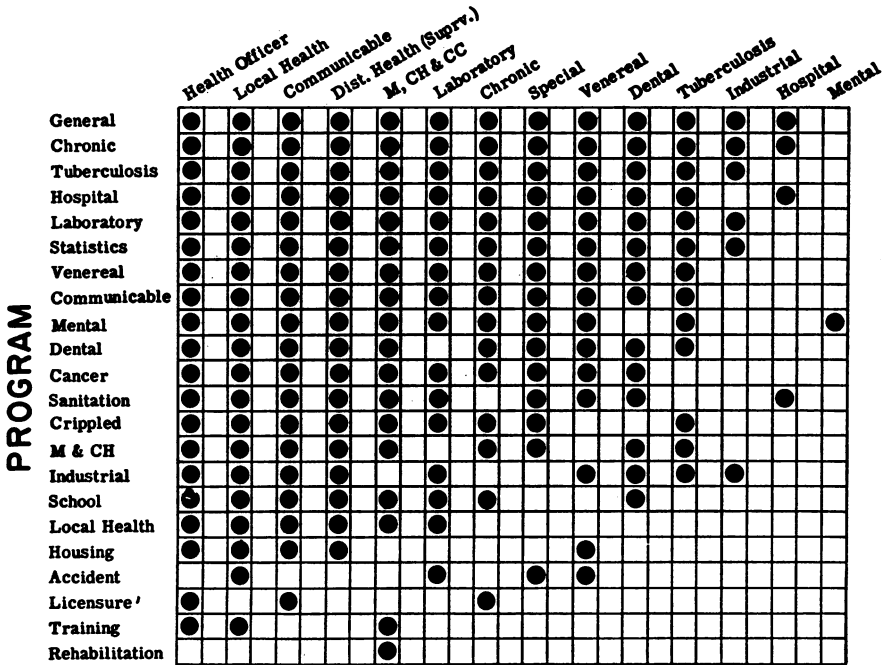 Health Officer
Local Health
Communicable
Dist. Health (Suprv.)
M, CH & CC
Laboratory
Chronic
Special
Venereal
Dental
Tuberculosis
Industrial
Hospital
Mental
PROGRAM
General
Chronic
Tuberculosis
Hospital
Laboratory
Statistics
Venereal
Communicable
Mental
Dental
Cancer
Sanitation
Crippled
M & CH
Industrial
School
Local Health
Housing
Accident
Licensure '
Training
Rehabilitation